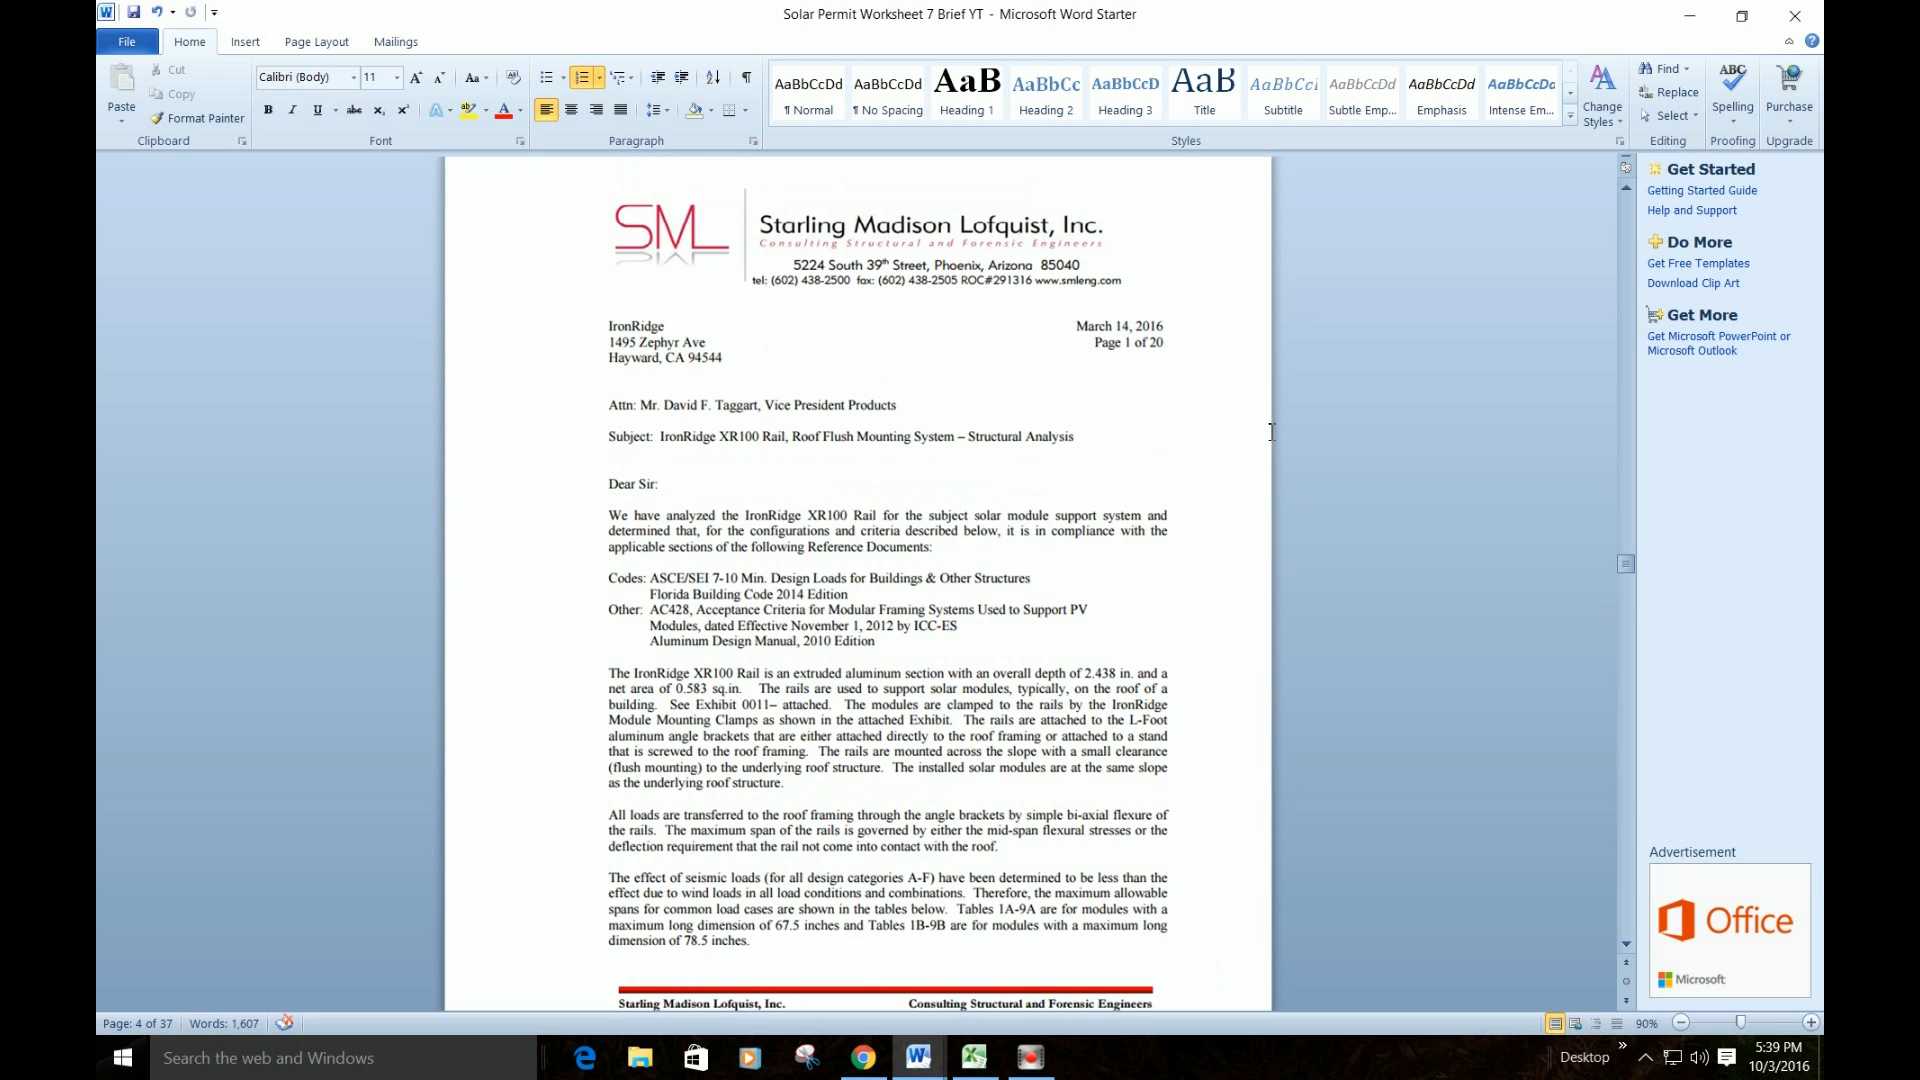 Solar Permit Worksheet 7 Brief YT - Microsoft Word Starter
File Home Insert Page Layout Mailings
Cut
Copy
Format Painter
Paste
Clipboard
Calibri (Body) 11
Font
Paragraph
AaBbCcDd AaBbCcDd AaB AaBbCc AaBbCcD AaB AaBbCcI AaBbCcDd AaBbCcDd AaBbCcDd
¶ Normal ¶ No Spacing Heading 1 Heading 2 Heading 3 Title Subtitle Subtle Emp... Emphasis Intense Em...
Change Styles
Styles
Find
Replace
Select
Editing
ABC
Spelling
Proofing
Purchase
Upgrade
SML
Starling Madison Lofquist, Inc.
Consulting Structural and Forensic Engineers
5224 South 39th Street, Phoenix, Arizona 85040
tel: (602) 438-2500 fax: (602) 438-2505 ROC#291316 www.smleng.com
IronRidge March 14, 2016
1495 Zephyr Ave Page 1 of 20
Hayward, CA 94544
Attn: Mr. David F. Taggart, Vice President Products
Subject: IronRidge XR100 Rail, Roof Flush Mounting System – Structural Analysis
Dear Sir:
We have analyzed the IronRidge XR100 Rail for the subject solar module support system and
determined that, for the configurations and criteria described below, it is in compliance with the
applicable sections of the following Reference Documents:
Codes: ASCE/SEI 7-10 Min. Design Loads for Buildings & Other Structures
Florida Building Code 2014 Edition
Other: AC428, Acceptance Criteria for Modular Framing Systems Used to Support PV
Modules, dated Effective November 1, 2012 by ICC-ES
Aluminum Design Manual, 2010 Edition
The IronRidge XR100 Rail is an extruded aluminum section with an overall depth of 2.438 in. and a
net area of 0.583 sq.in. The rails are used to support solar modules, typically, on the roof of a
building. See Exhibit 0011– attached. The modules are clamped to the rails by the IronRidge
Module Mounting Clamps as shown in the attached Exhibit. The rails are attached to the L-Foot
aluminum angle brackets that are either attached directly to the roof framing or attached to a stand
that is screwed to the roof framing. The rails are mounted across the slope with a small clearance
(flush mounting) to the underlying roof structure. The installed solar modules are at the same slope
as the underlying roof structure.
All loads are transferred to the roof framing through the angle brackets by simple bi-axial flexure of
the rails. The maximum span of the rails is governed by either the mid-span flexural stresses or the
deflection requirement that the rail not come into contact with the roof.
The effect of seismic loads (for all design categories A-F) have been determined to be less than the
effect due to wind loads in all load conditions and combinations. Therefore, the maximum allowable
spans for common load cases are shown in the tables below. Tables 1A-9A are for modules with a
maximum long dimension of 67.5 inches and Tables 1B-9B are for modules with a maximum long
dimension of 78.5 inches.
Starling Madison Lofquist, Inc. Consulting Structural and Forensic Engineers
Get Started
Getting Started Guide
Help and Support
Do More
Get Free Templates
Download Clip Art
Get More
Get Microsoft PowerPoint or
Microsoft Outlook
Advertisement
Office
Microsoft
Page: 4 of 37 Words: 1,607 90%
Search the web and Windows
Desktop
5:39 PM
10/3/2016